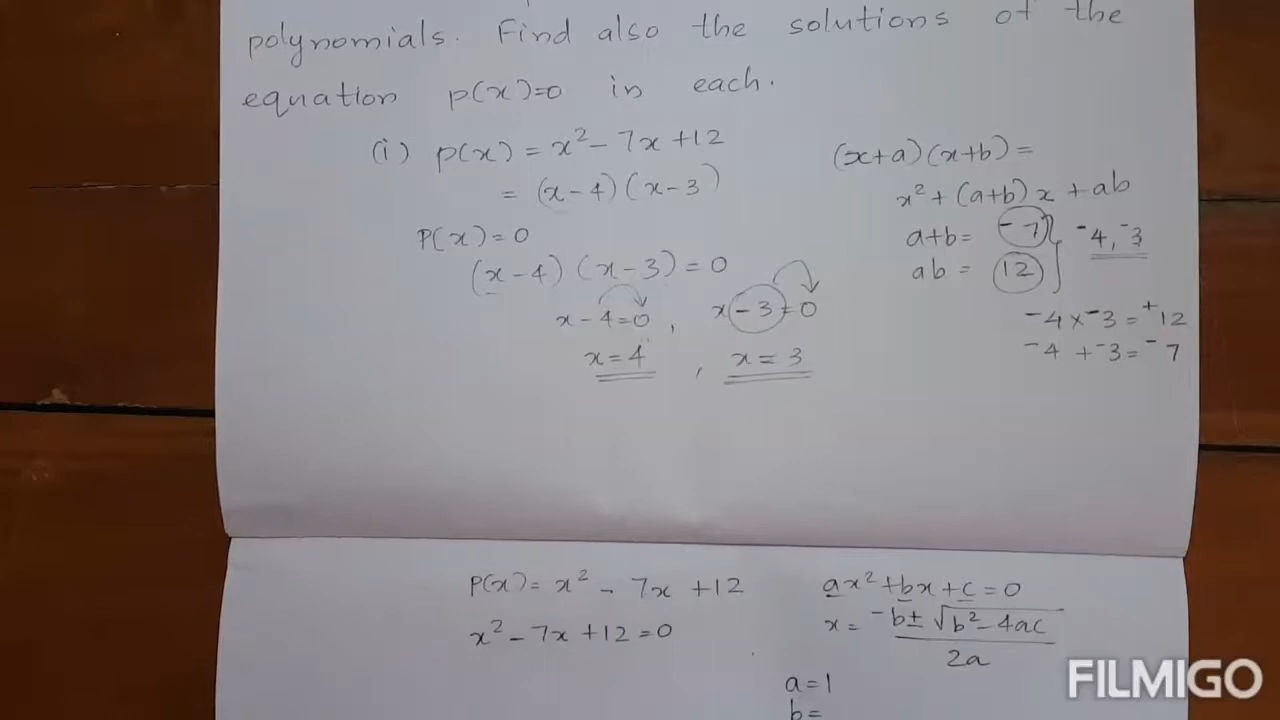 polynomials. Find also the solutions of the
equation p(x)=0 in each.
(i) p(x) = x² - 7x +12
= (x-4)(x-3)
P(x)=0
(x-4)(x-3)=0
x-4=0, x-3=0
x=4, x=3
(x+a)(x+b)=
x²+(a+b)x+ab
a+b= -7} -4, -3
ab = 12
-4x-3=+12
-4+-3=-7
P(x)= x² - 7x +12
x²-7x+12=0
ax²+bx+c=0
x= -b±√b²-4ac
2a
a=1
b=
FILMIGO